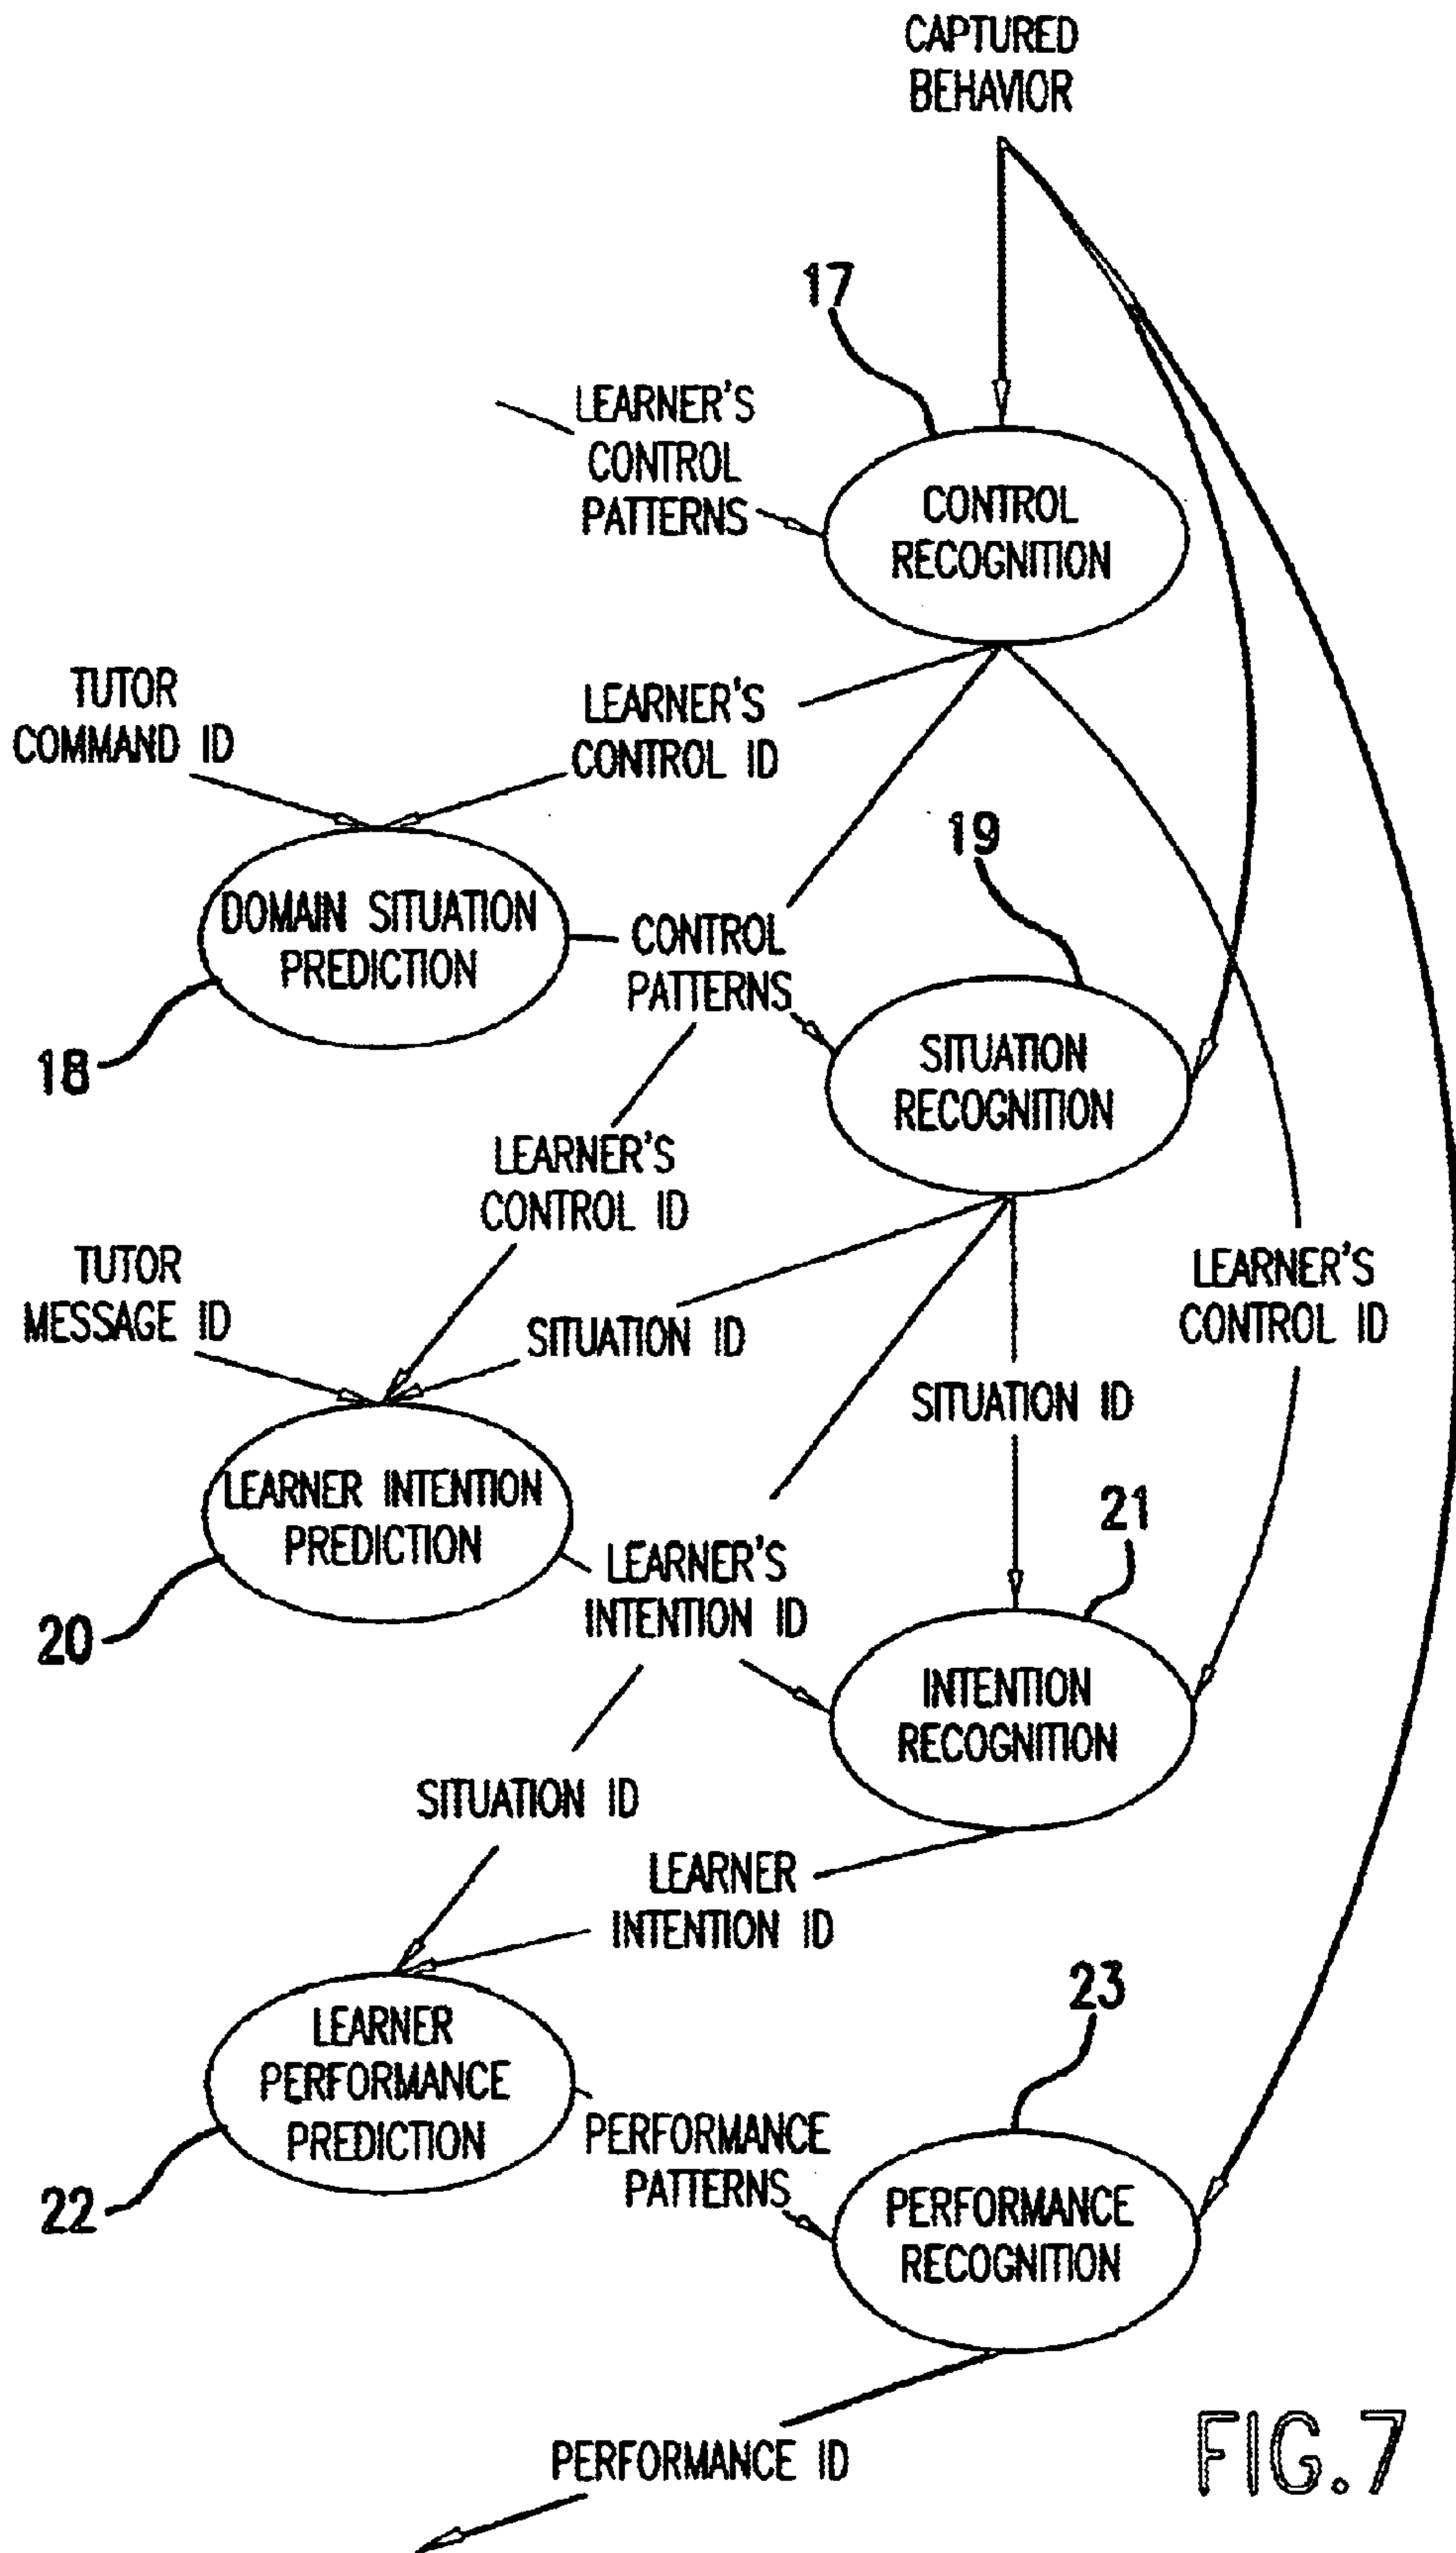 CAPTURED
BEHAVIOR
17
LEARNER'S
CONTROL
PATTERNS
CONTROL
RECOGNITION
TUTOR
COMMAND ID
LEARNER'S
CONTROL ID
19
DOMAIN SITUATION
PREDICTION
CONTROL
PATTERNS
18
SITUATION
RECOGNITION
LEARNER'S
CONTROL ID
TUTOR
MESSAGE ID
SITUATION ID
LEARNER'S
CONTROL ID
SITUATION ID
LEARNER INTENTION
PREDICTION
21
20
LEARNER'S
INTENTION ID
INTENTION
RECOGNITION
SITUATION ID
LEARNER
INTENTION ID
23
LEARNER
PERFORMANCE
PREDICTION
22
PERFORMANCE
PATTERNS
PERFORMANCE
RECOGNITION
PERFORMANCE ID
FIG.7